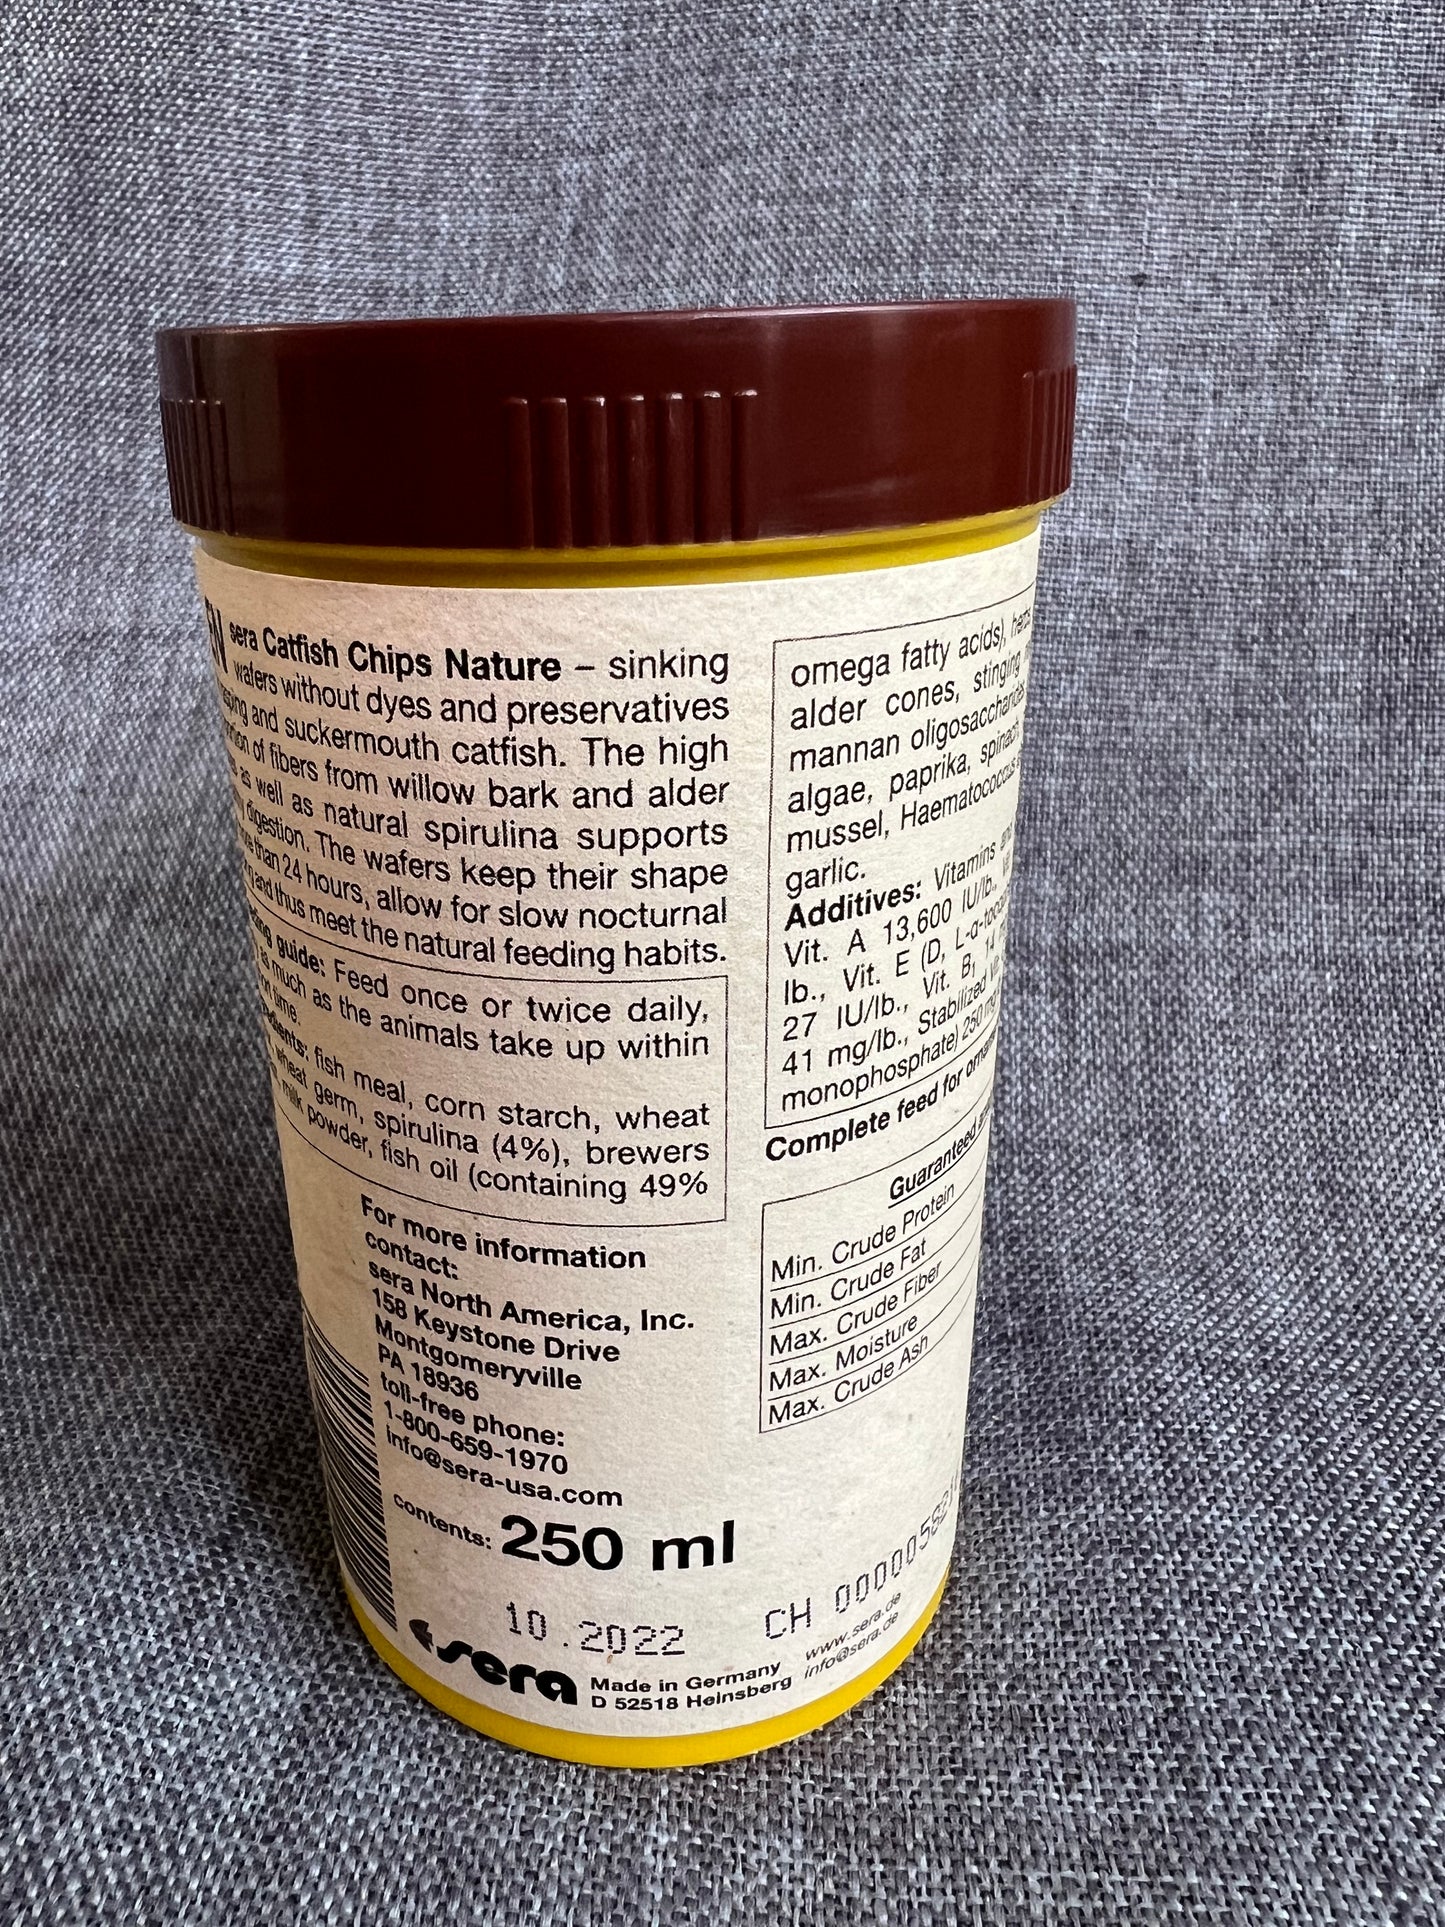 EN sera Catfish Chips Nature – sinking
wafers without dyes and preservatives
and suckermouth catfish. The high
of fibers from willow bark and alder
as well as natural spirulina supports
digestion. The wafers keep their shape
than 24 hours, allow for slow nocturnal
and thus meet the natural feeding habits.
guide: Feed once or twice daily,
as much as the animals take up within
time.
fish meal, corn starch, wheat
wheat germ, spirulina (4%), brewers
milk powder, fish oil (containing 49%
omega fatty acids),
alder cones, stinging
mannan oligosaccharides
algae, paprika, spinach
mussel, Haematococcus
garlic.
Additives: Vitamins
Vit. A 13,600 IU/lb.,
lb., Vit. E (D, L-α-
27 IU/lb., Vit. B1 14
41 mg/lb., Stabilized
monophosphate) 250 mg
Complete feed for
Guaranteed
Min. Crude Protein
Min. Crude Fat
Max. Crude Fiber
Max. Moisture
Max. Crude Ash
For more information
contact:
sera North America, Inc.
158 Keystone Drive
Montgomeryville
PA 18936
toll-free phone:
1-800-659-1970
info@sera-usa.com
contents: 250 ml
10.2022
CH
sera
Made in Germany
D 52518 Heinsberg
www.sera.de
info@sera.de